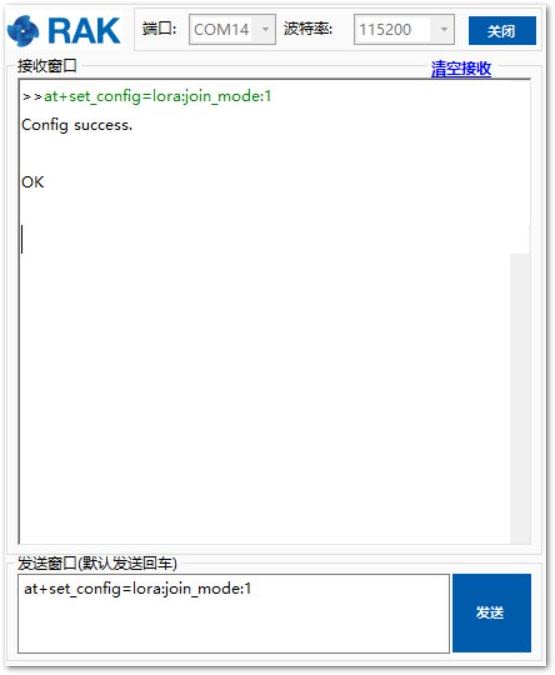 RAK 端口: COM14 波特率: 115200 关闭
接收窗口 清空接收
>>at+set_config=lora:join_mode:1
Config success.
OK
发送窗口(默认发送回车)
at+set_config=lora:join_mode:1
发送